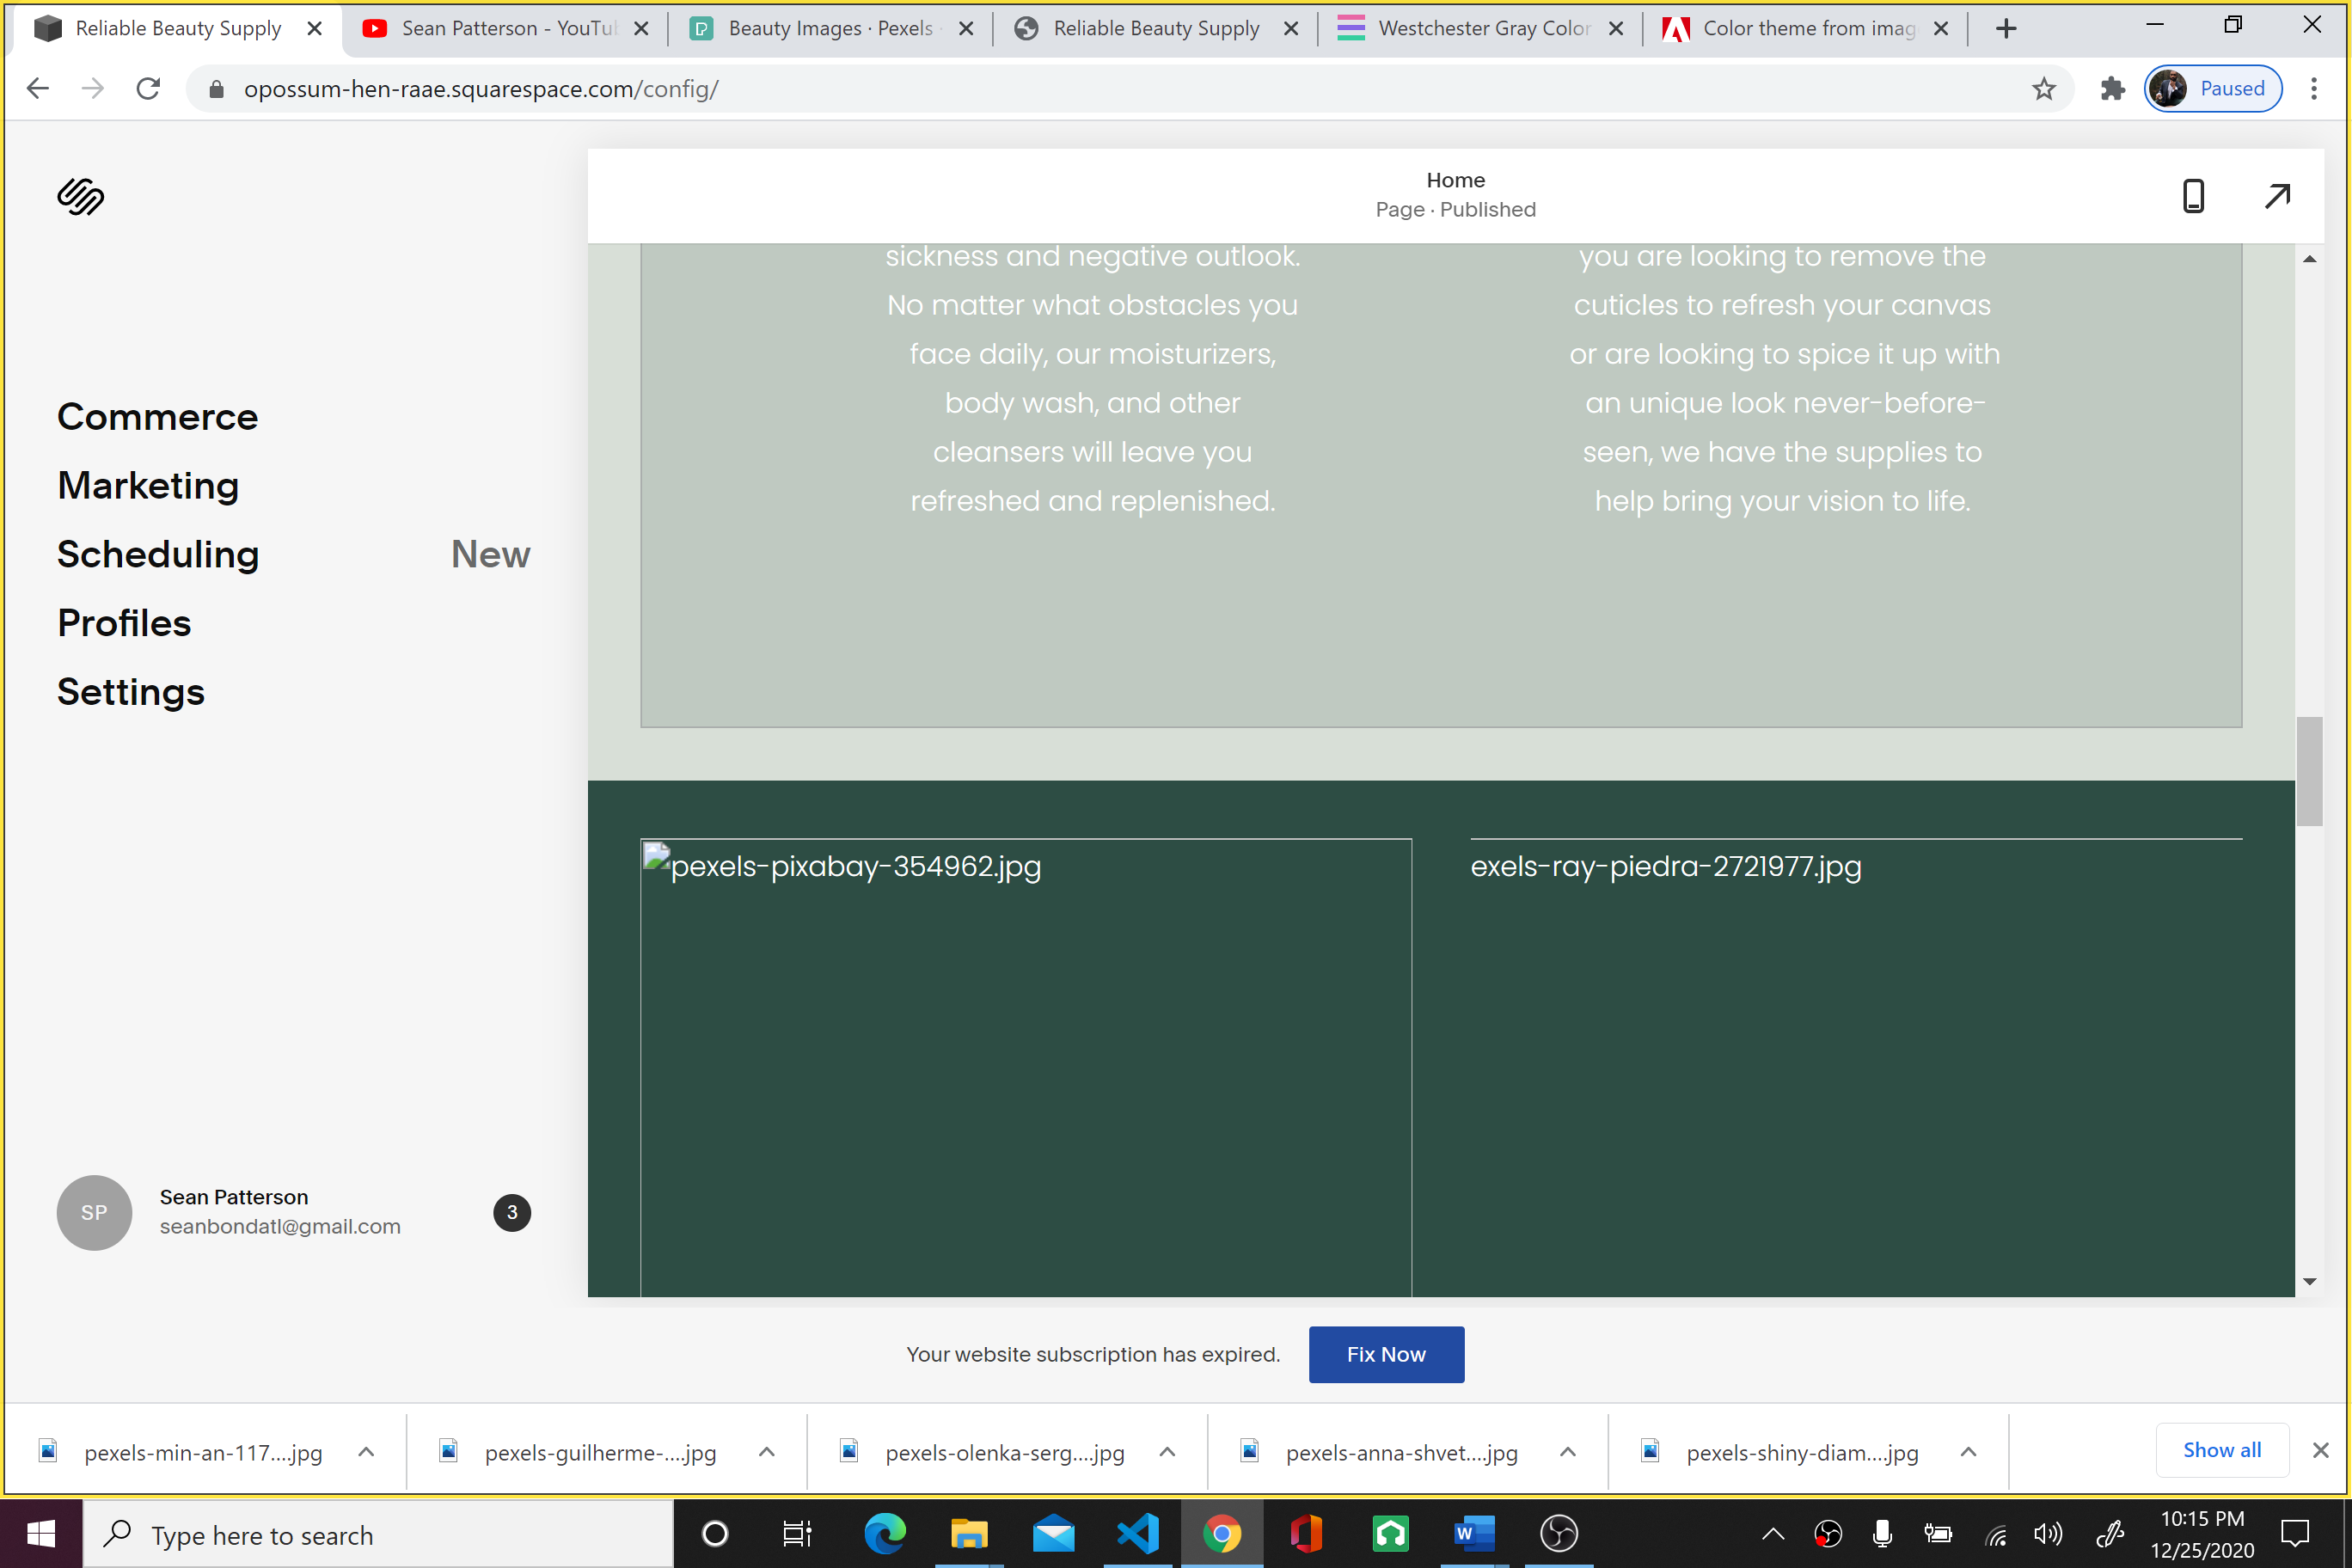 Reliable Beauty Supply
Sean Patterson - YouTu
Beauty Images · Pexels
Reliable Beauty Supply
Westchester Gray Color
Color theme from imag
opossum-hen-raae.squarespace.com/config/
Paused
Home
Page · Published
Commerce
Marketing
Scheduling New
Profiles
Settings
sickness and negative outlook.
No matter what obstacles you
face daily, our moisturizers,
body wash, and other
cleansers will leave you
refreshed and replenished.
you are looking to remove the
cuticles to refresh your canvas
or are looking to spice it up with
an unique look never-before-
seen, we have the supplies to
help bring your vision to life.
pexels-pixabay-354962.jpg
exels-ray-piedra-2721977.jpg
SP
Sean Patterson
seanbondatl@gmail.com
3
Your website subscription has expired.
Fix Now
pexels-min-an-117....jpg
pexels-guilherme-....jpg
pexels-olenka-serg....jpg
pexels-anna-shvet....jpg
pexels-shiny-diam....jpg
Show all
Type here to search
10:15 PM
12/25/2020